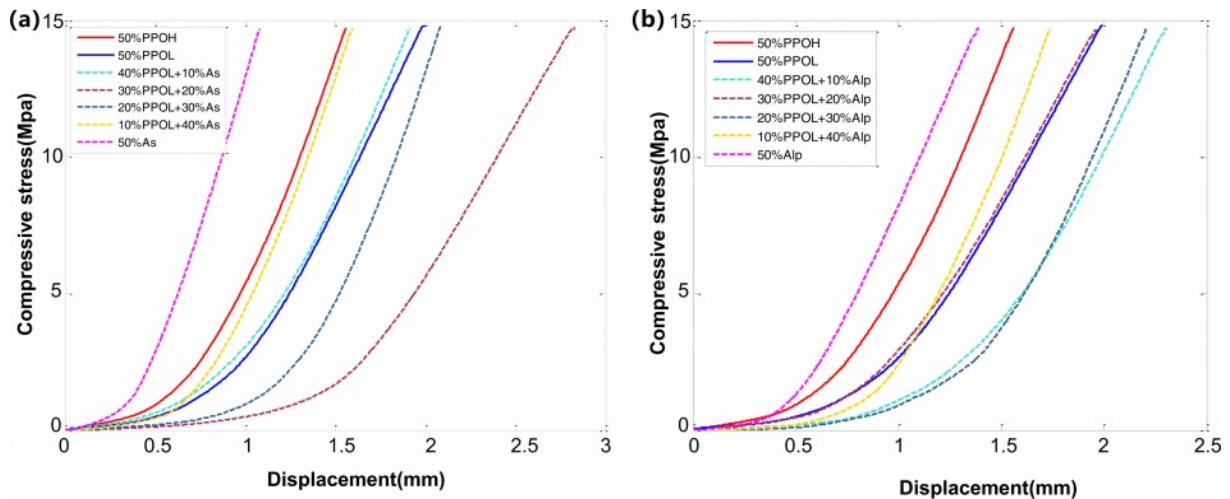 (a)
Compressive stress(Mpa)
15
10
5
0
50%PPOH
50%PPOL
40%PPOL+10%As
30%PPOL+20%As
20%PPOL+30%As
10%PPOL+40%As
50%As
0 0.5 1 1.5 2 2.5 3
Displacement(mm)
(b)
Compressive stress(Mpa)
15
10
5
0
50%PPOH
50%PPOL
40%PPOL+10%Alp
30%PPOL+20%Alp
20%PPOL+30%Alp
10%PPOL+40%Alp
50%Alp
0 0.5 1 1.5 2 2.5
Displacement(mm)